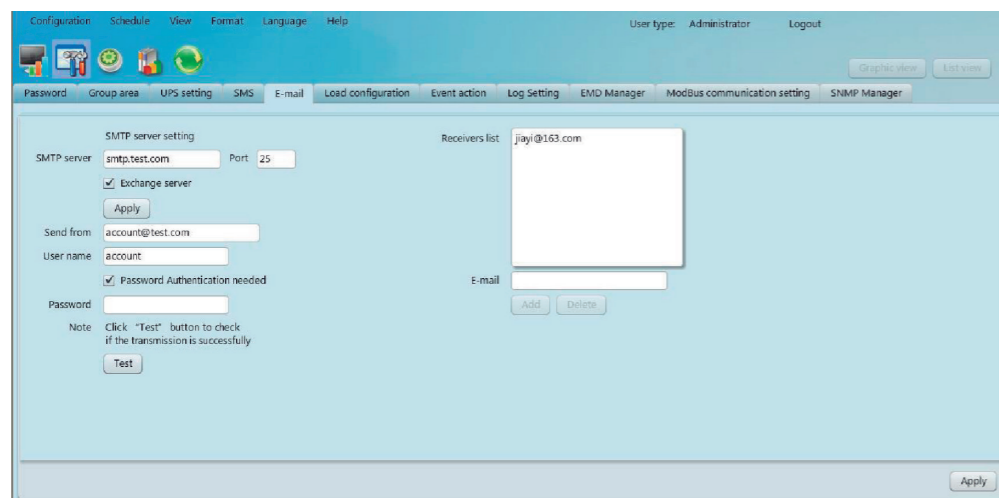 Configuration Schedule View Format Language Help User type: Administrator Logout
Graphic view List view
Password Group area UPS setting SMS E-mail Load configuration Event action Log Setting EMD Manager ModBus communication setting SNMP Manager
SMTP server setting
SMTP server smtp.test.com Port 25
Exchange server
Apply
Send from account@test.com
User name account
Password Authentication needed
Password
Note Click "Test" button to check
if the transmission is successfully
Test
Receivers list jiayi@163.com
E-mail
Add Delete
Apply